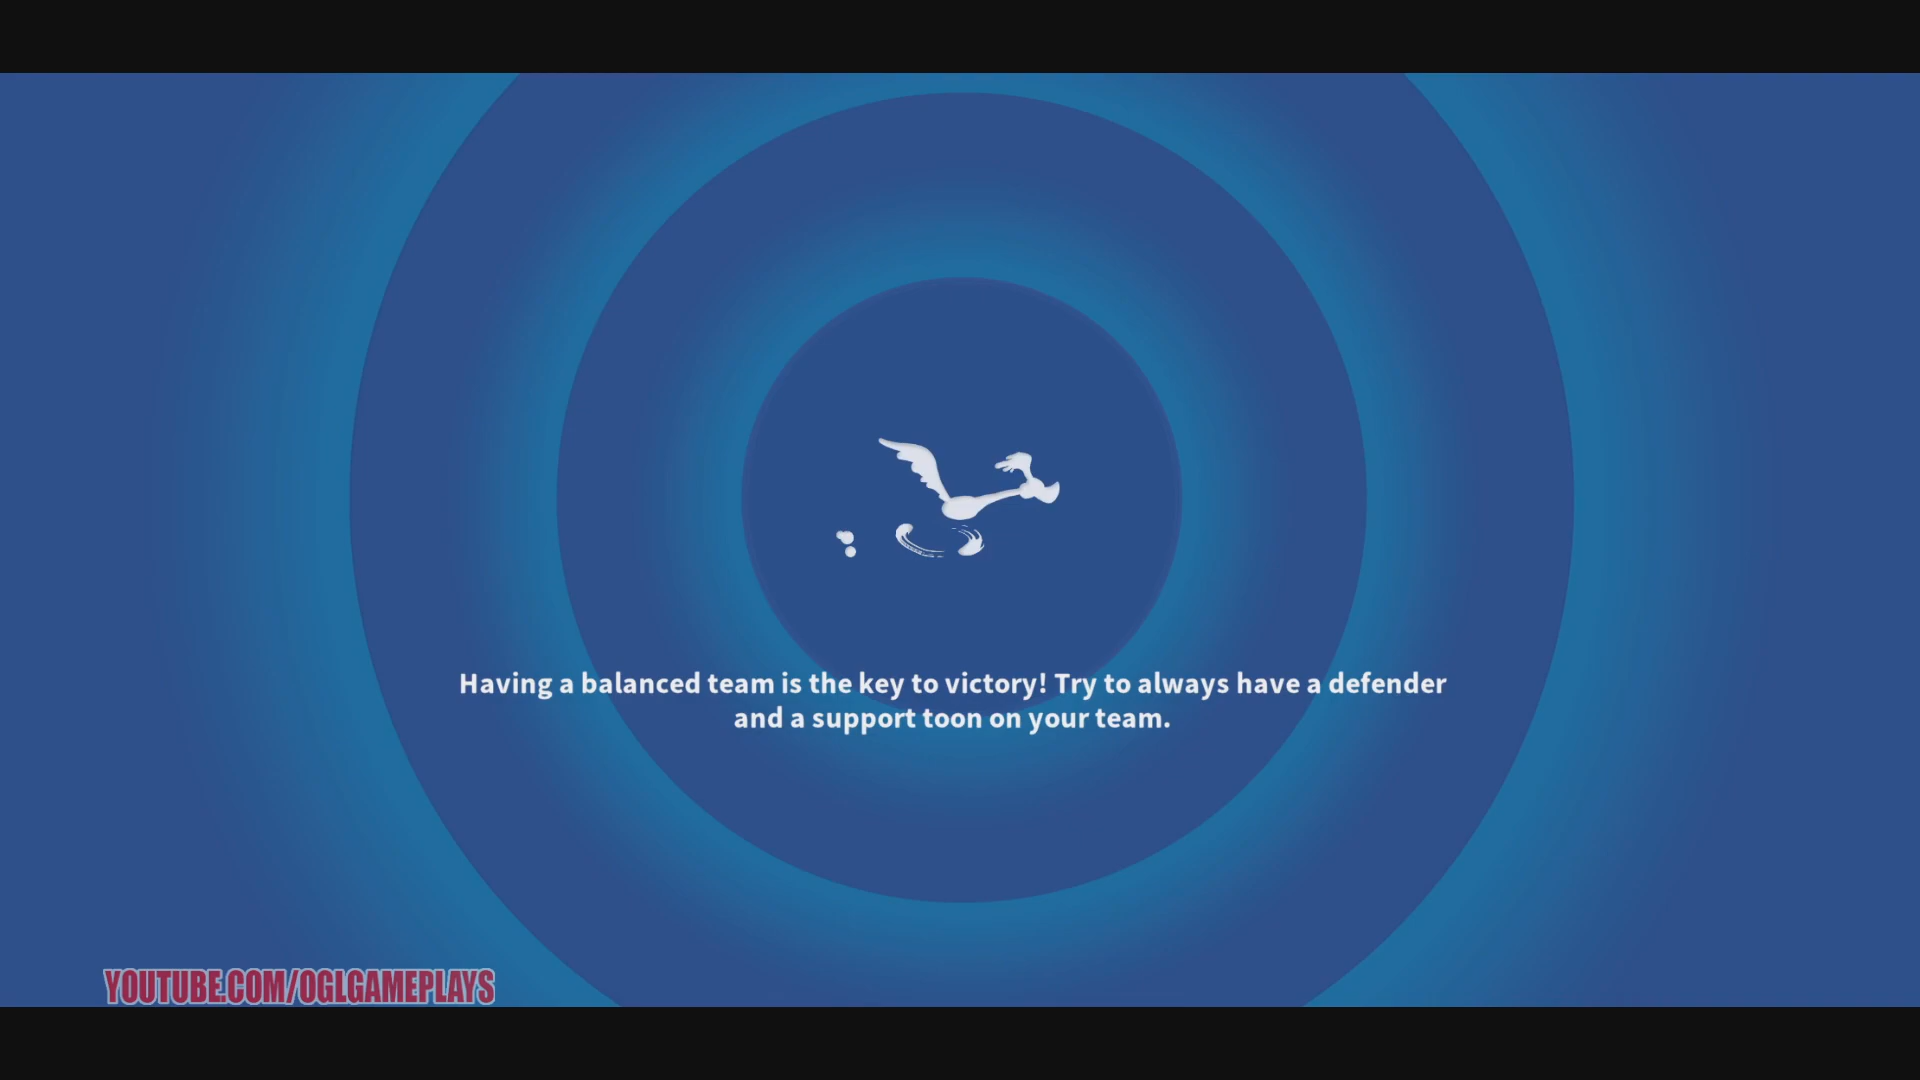 Having a balanced team is the key to victory! Try to always have a defender
and a support toon on your team.
YOUTUBE.COM/OGLGAMEPLAYS